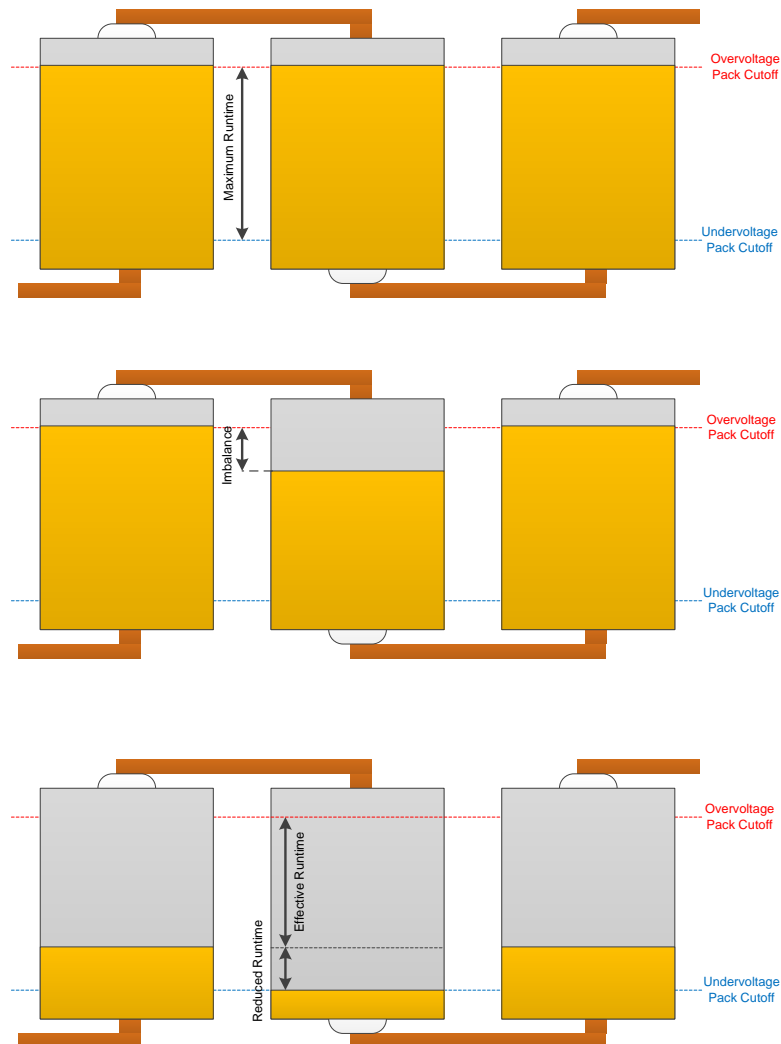 Overvoltage
Pack Cutoff
Maximum Runtime
Undervoltage
Pack Cutoff
Overvoltage
Pack Cutoff
Imbalance
Undervoltage
Pack Cutoff
Overvoltage
Pack Cutoff
Effective Runtime
Reduced Runtime
Undervoltage
Pack Cutoff